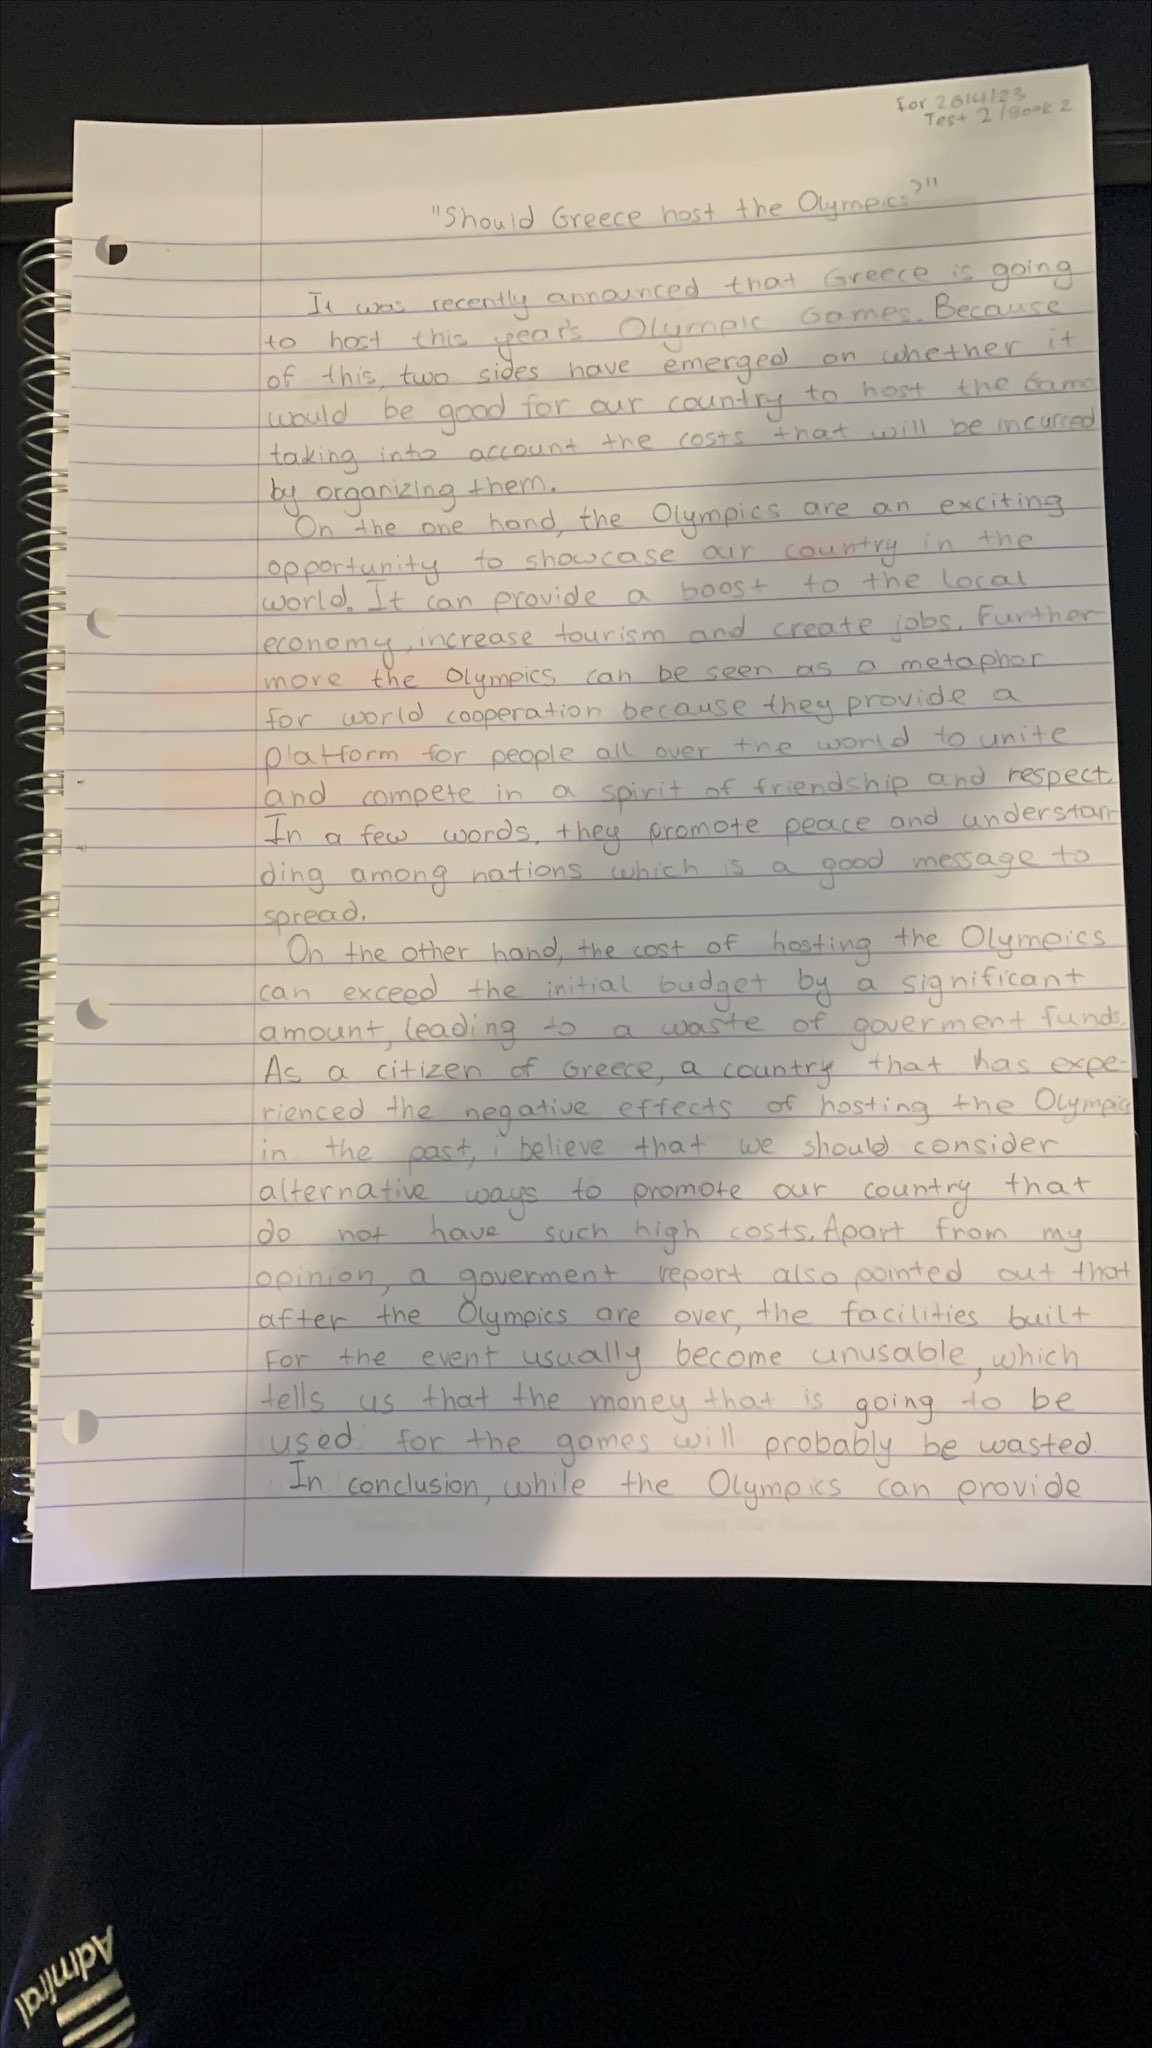 for 28/4/23
Test 2/Book 2
"Should Greece host the Olympics?"
It was recently announced that Greece is going
to host this year's Olympic Games. Because
of this, two sides have emerged on whether it
would be good for our country to host the Game
taking into account the costs that will be incurred
by organizing them.
On the one hand, the Olympics are an exciting
opportunity to showcase our country in the
world. It can provide a boost to the local
economy, increase tourism and create jobs. Further-
more the Olympics can be seen as a metaphor
for world cooperation because they provide a
platform for people all over the world to unite
and compete in a spirit of friendship and respect.
In a few words, they promote peace and understan-
ding among nations which is a good message to
spread.
On the other hand, the cost of hosting the Olympics
can exceed the initial budget by a significant
amount, leading to a waste of goverment funds.
As a citizen of Greece, a country that has expe-
rienced the negative effects of hosting the Olympics
in the past, i believe that we should consider
alternative ways to promote our country that
do not have such high costs. Apart from my
opinion, a goverment report also pointed out that
after the Olympics are over, the facilities built
for the event usually become unusable, which
tells us that the money that is going to be
used for the games will probably be wasted.
In conclusion, while the Olympics can provide
Admiral